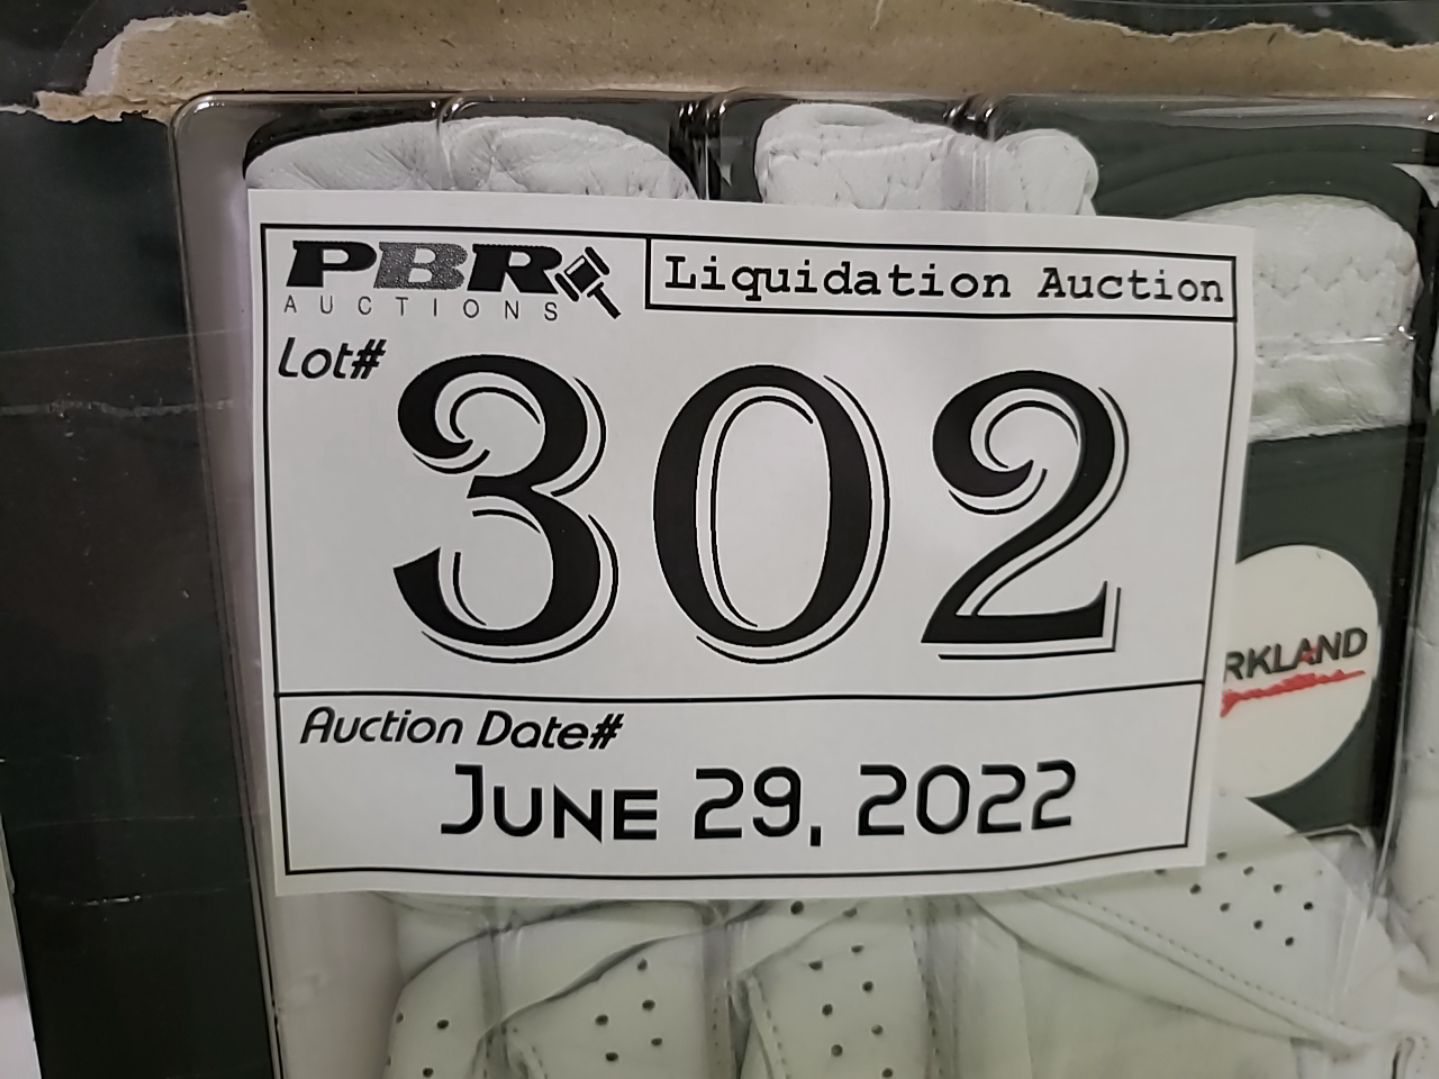 PBR
AUCTIONS
Liquidation Auction
Lot#
302
Auction Date#
June 29, 2022
RKLAND